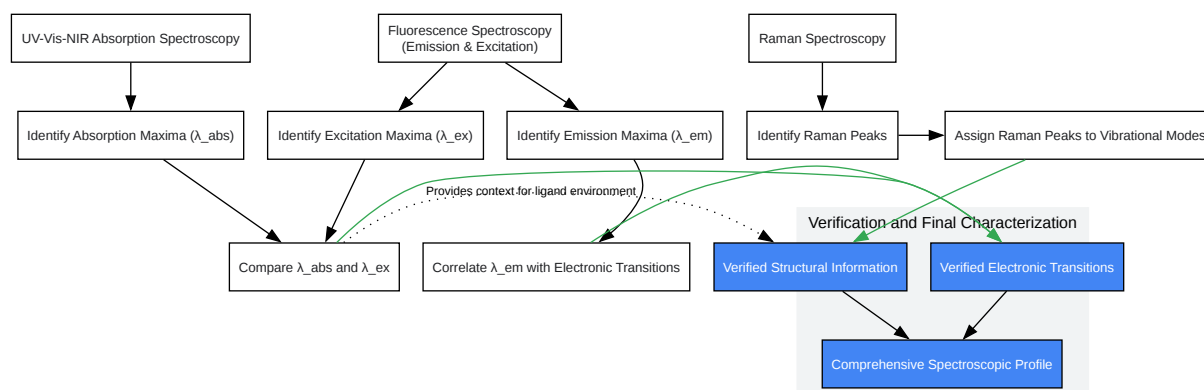 UV-Vis-NIR Absorption Spectroscopy
Fluorescence Spectroscopy
(Emission & Excitation)
Raman Spectroscopy
Identify Absorption Maxima (λ_abs)
Identify Excitation Maxima (λ_ex)
Identify Emission Maxima (λ_em)
Identify Raman Peaks
Assign Raman Peaks to Vibrational Modes
Provides context for ligand environment
Verification and Final Characterization
Compare λ_abs and λ_ex
Correlate λ_em with Electronic Transitions
Verified Structural Information
Verified Electronic Transitions
Comprehensive Spectroscopic Profile